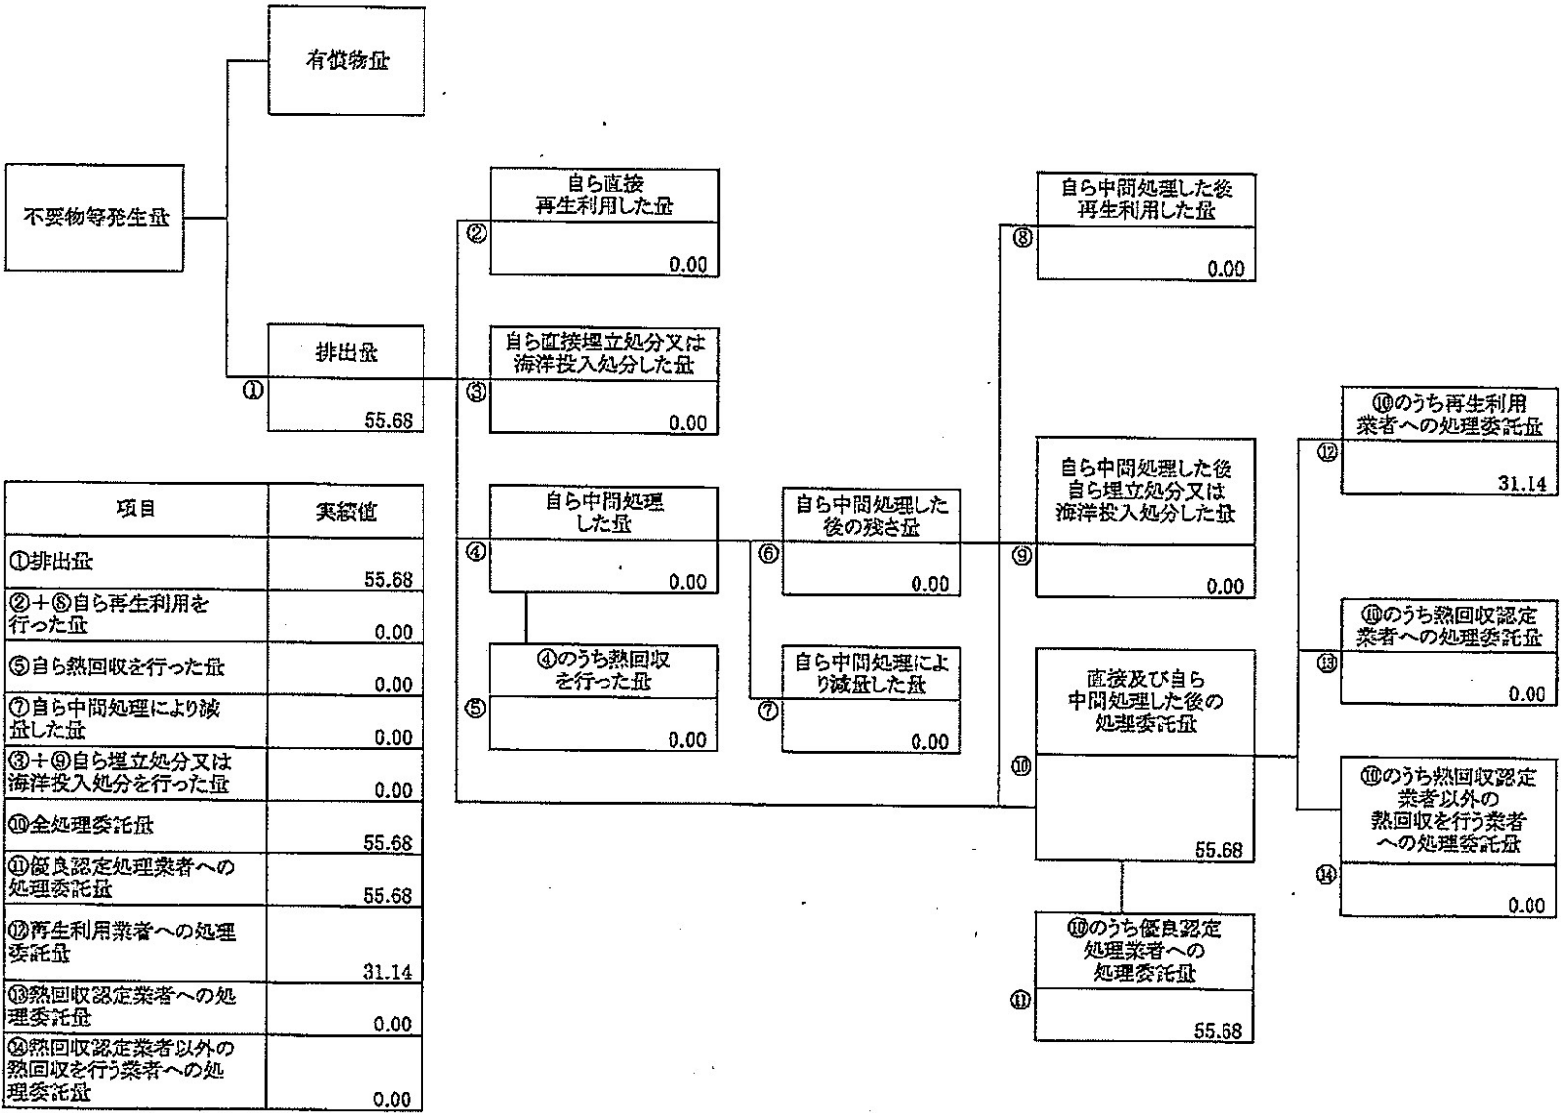 有償物量
不要物等発生量
排出量
①
55.68
自ら直接
再生利用した量
②
0.00
自ら直接埋立処分又は
海洋投入処分した量
③
0.00
自ら中間処理
した量
④
0.00
④のうち熱回収
を行った量
⑤
0.00
自ら中間処理した
後の残さ量
⑥
0.00
自ら中間処理によ
り減量した量
⑦
0.00
自ら中間処理した後
再生利用した量
⑧
0.00
自ら中間処理した後
自ら埋立処分又は
海洋投入処分した量
⑨
0.00
直接及び自ら
中間処理した後の
処理委託量
⑩
55.68
⑩のうち優良認定
処理業者への
処理委託量
⑪
55.68
⑩のうち再生利用
業者への処理委託量
⑫
31.14
⑩のうち熱回収認定
業者への処理委託量
⑬
0.00
⑩のうち熱回収認定
業者以外の
熱回収を行う業者
への処理委託量
⑭
0.00
項目 実績値
①排出量
55.68
②+⑧自ら再生利用を
行った量
0.00
⑤自ら熱回収を行った量
0.00
⑦自ら中間処理により減
量した量
0.00
③+⑨自ら埋立処分又は
海洋投入処分を行った量
0.00
⑩全処理委託量
55.68
⑪優良認定処理業者への
処理委託量
55.68
⑫再生利用業者への処理
委託量
31.14
⑬熱回収認定業者への処
理委託量
0.00
⑭熱回収認定業者以外の
熱回収を行う業者への処
理委託量
0.00